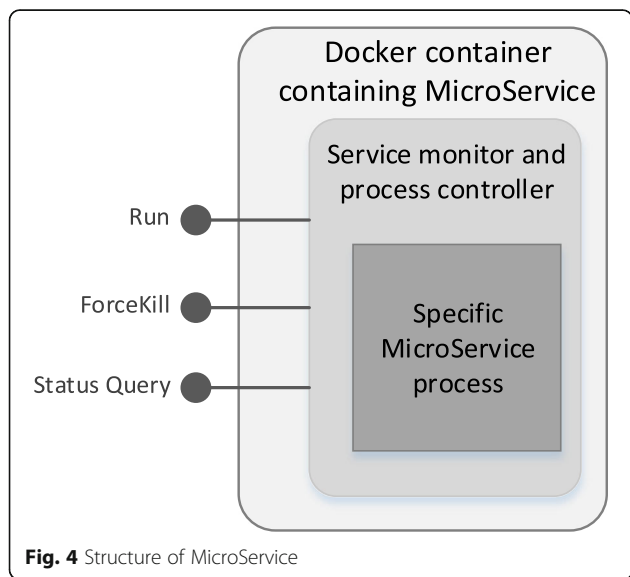 Docker container
containing MicroService
Service monitor and
process controller
Run
ForceKill
Specific
MicroService
process
Status Query
Fig. 4 Structure of MicroService